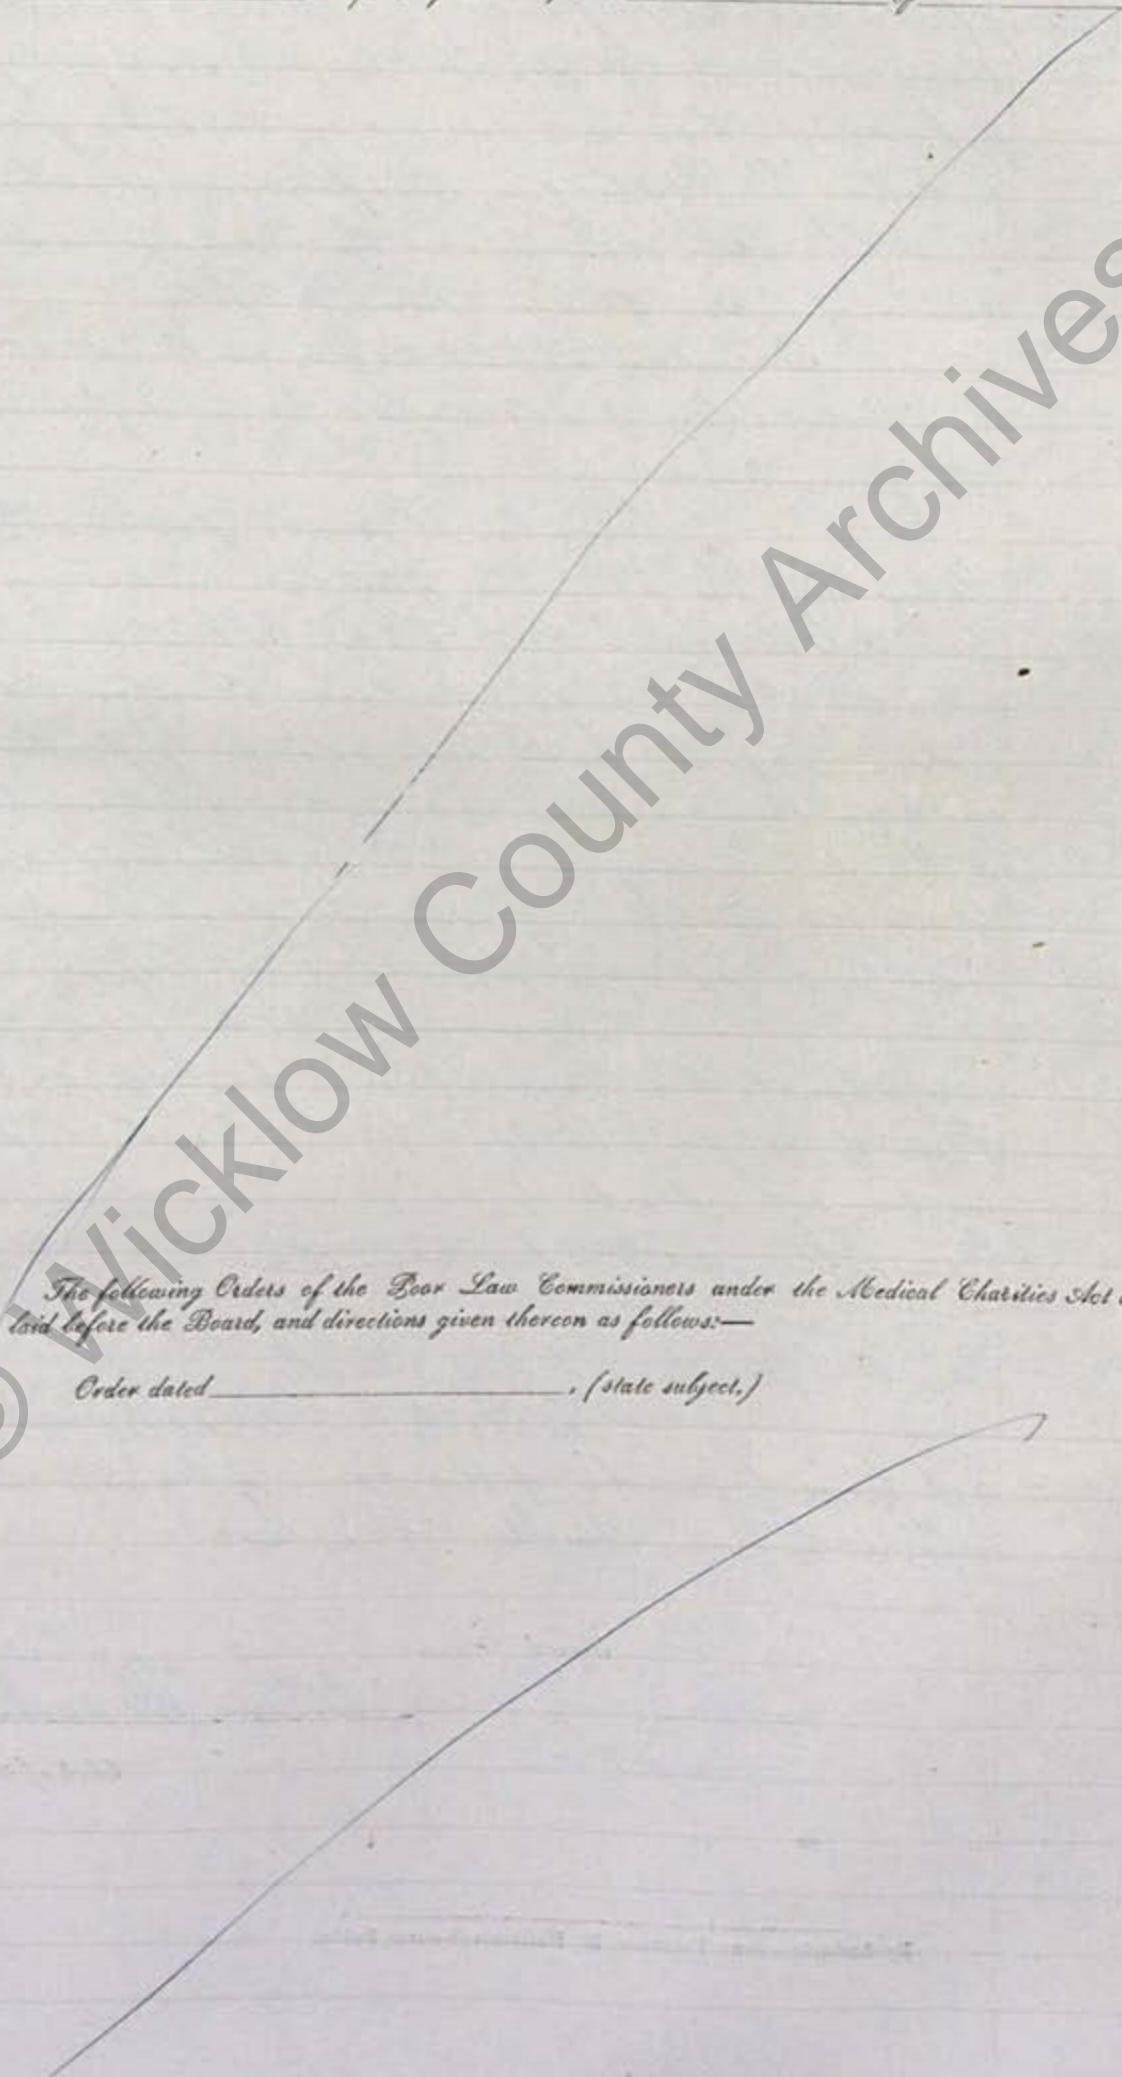 The following Orders of the Poor Law Commissioners under the Medical Charities Act
laid before the Board, and directions given thereon as follows:—
Order dated ______________, (state subject.)
© Wicklow County Archives